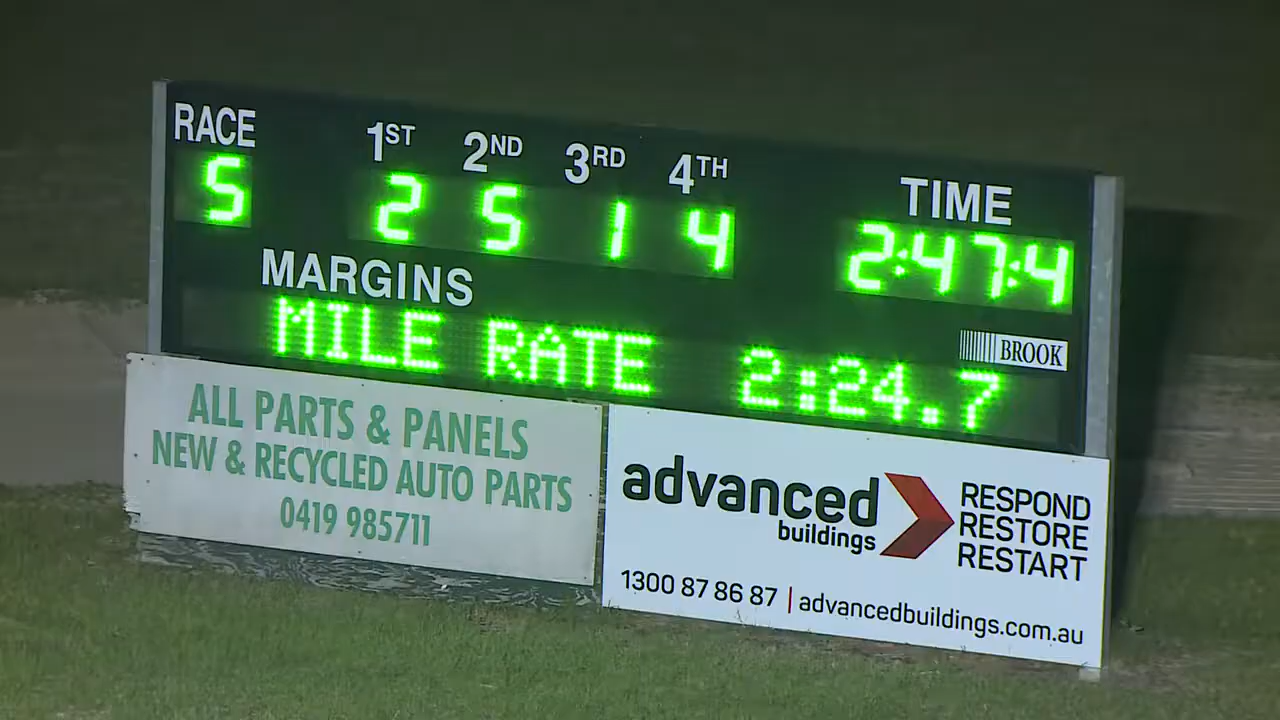 RACE 1ST 2ND 3RD 4TH TIME
5 2 5 1 4 2:47:4
MARGINS
BROOK
MILE RATE 2:24.7
ALL PARTS & PANELS
NEW & RECYCLED AUTO PARTS
0419 985711
advanced
buildings
RESPOND
RESTORE
RESTART
1300 87 86 87 | advancedbuildings.com.au